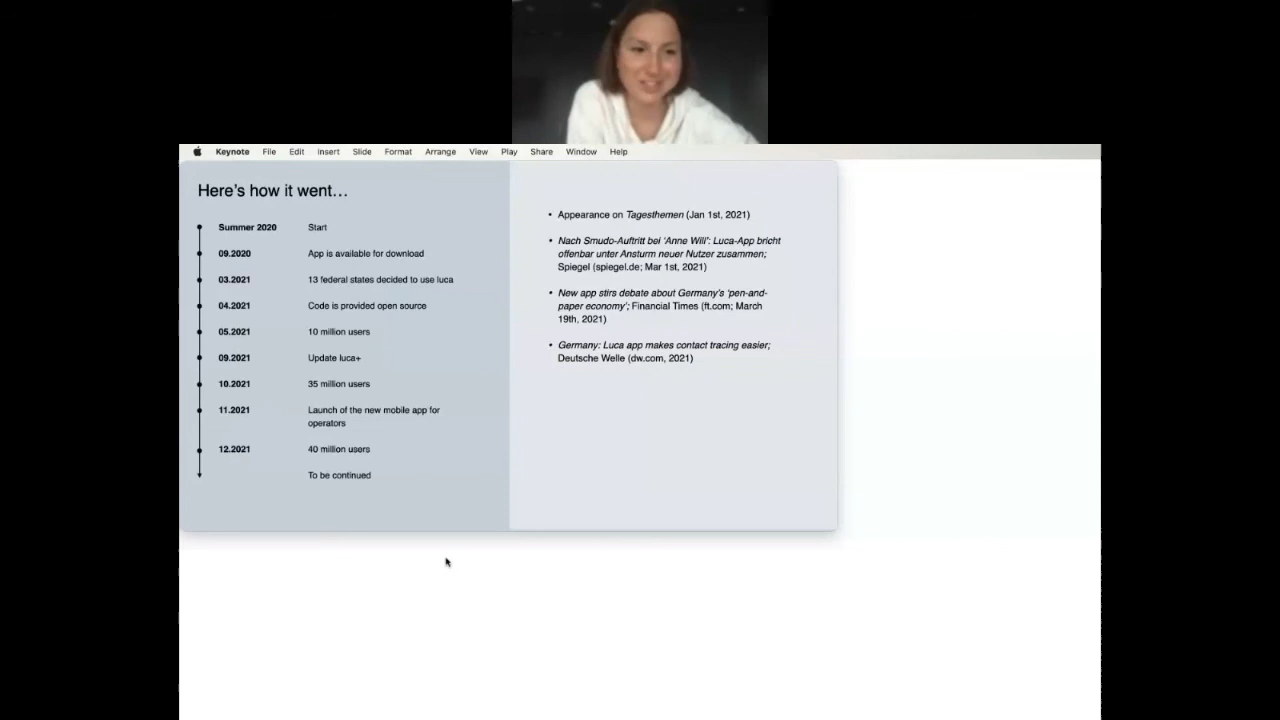 Keynote File Edit Insert Slide Format Arrange View Play Share Window Help
Here's how it went…
Summer 2020 Start
09.2020 App is available for download
03.2021 13 federal states decided to use luca
04.2021 Code is provided open source
05.2021 10 million users
09.2021 Update luca+
10.2021 35 million users
11.2021 Launch of the new mobile app for
operators
12.2021 40 million users
To be continued
• Appearance on Tagesthemen (Jan 1st, 2021)
• Nach Smudo-Auftritt bei 'Anne Will': Luca-App bricht
offenbar unter Ansturm neuer Nutzer zusammen;
Spiegel (spiegel.de; Mar 1st, 2021)
• New app stirs debate about Germany's 'pen-and-
paper economy'; Financial Times (ft.com; March
19th, 2021)
• Germany: Luca app makes contact tracing easier;
Deutsche Welle (dw.com, 2021)